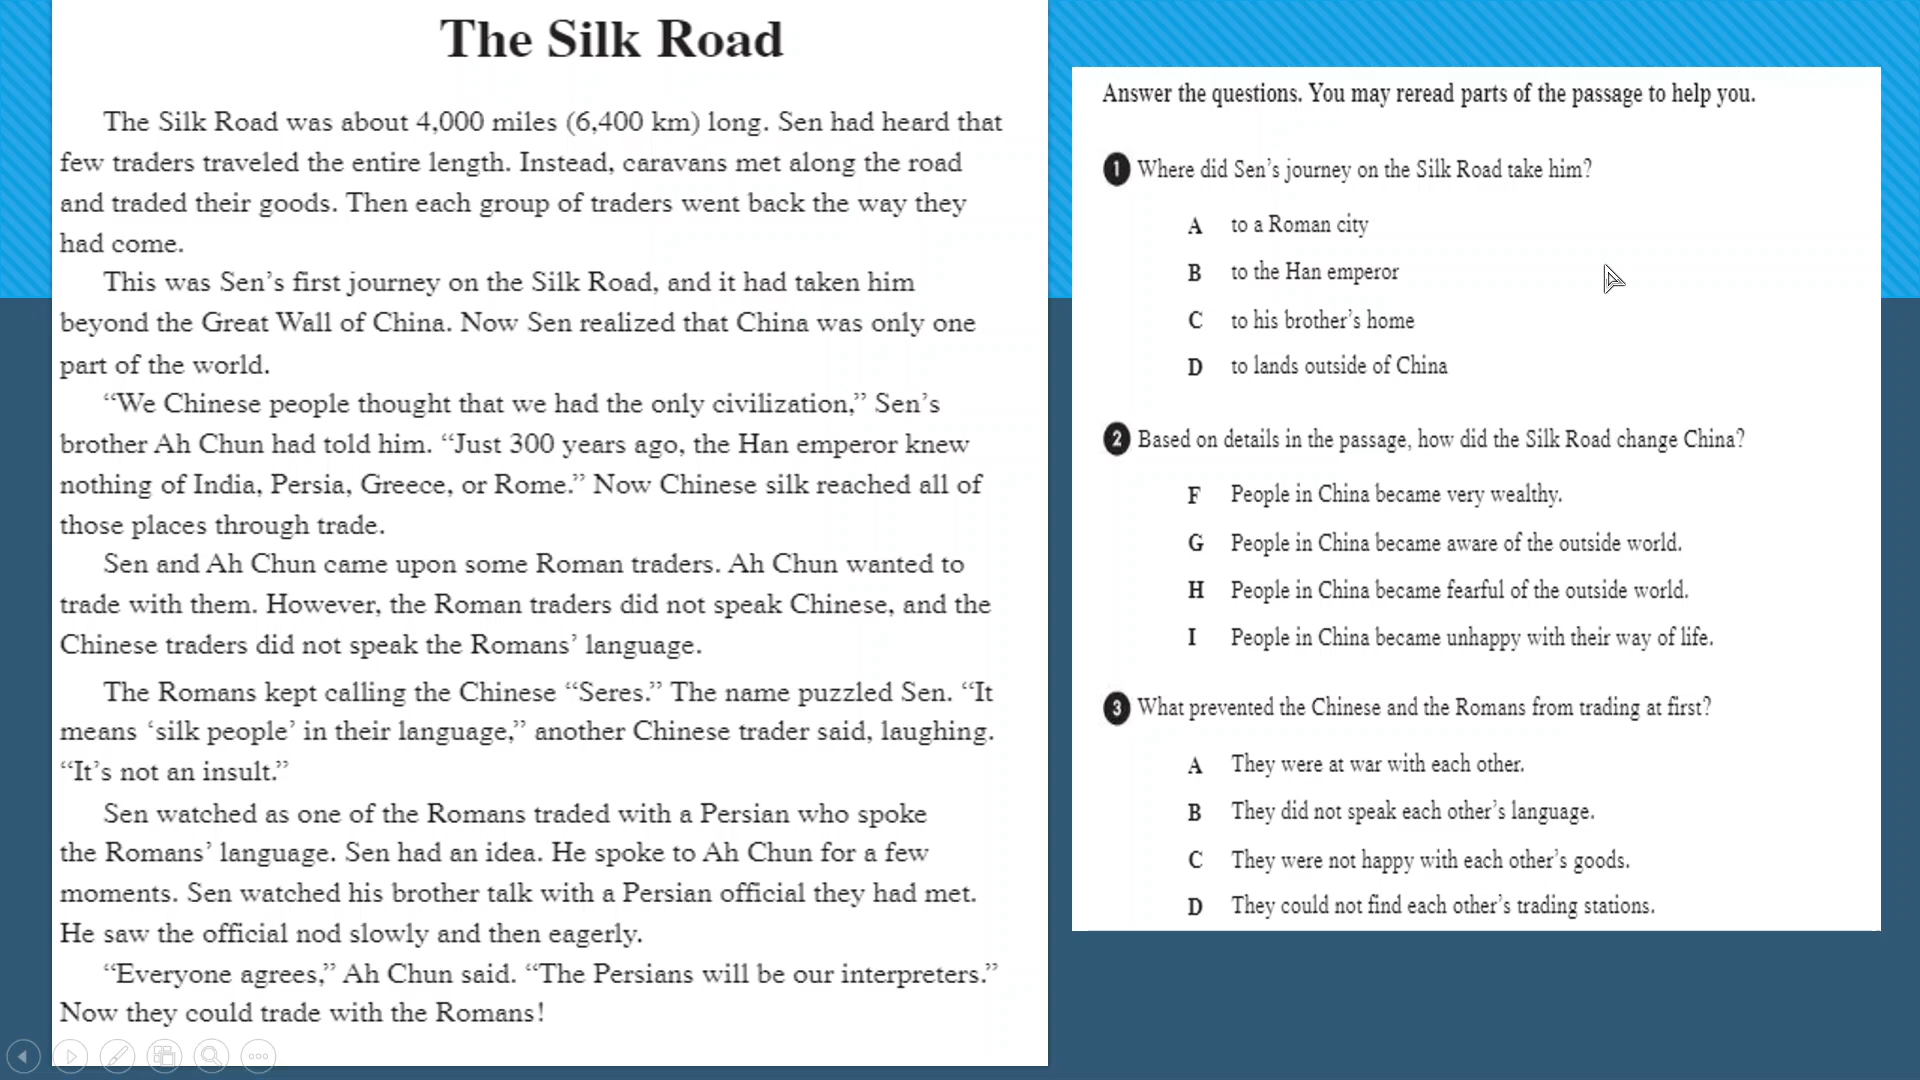 The Silk Road
The Silk Road was about 4,000 miles (6,400 km) long. Sen had heard that
few traders traveled the entire length. Instead, caravans met along the road
and traded their goods. Then each group of traders went back the way they
had come.
This was Sen’s first journey on the Silk Road, and it had taken him
beyond the Great Wall of China. Now Sen realized that China was only one
part of the world.
“We Chinese people thought that we had the only civilization,” Sen’s
brother Ah Chun had told him. “Just 300 years ago, the Han emperor knew
nothing of India, Persia, Greece, or Rome.” Now Chinese silk reached all of
those places through trade.
Sen and Ah Chun came upon some Roman traders. Ah Chun wanted to
trade with them. However, the Roman traders did not speak Chinese, and the
Chinese traders did not speak the Romans’ language.
The Romans kept calling the Chinese “Seres.” The name puzzled Sen. “It
means ‘silk people’ in their language,” another Chinese trader said, laughing.
“It’s not an insult.”
Sen watched as one of the Romans traded with a Persian who spoke
the Romans’ language. Sen had an idea. He spoke to Ah Chun for a few
moments. Sen watched his brother talk with a Persian official they had met.
He saw the official nod slowly and then eagerly.
“Everyone agrees,” Ah Chun said. “The Persians will be our interpreters.”
Now they could trade with the Romans!
Answer the questions. You may reread parts of the passage to help you.
1 Where did Sen’s journey on the Silk Road take him?
A to a Roman city
B to the Han emperor
C to his brother’s home
D to lands outside of China
2 Based on details in the passage, how did the Silk Road change China?
F People in China became very wealthy.
G People in China became aware of the outside world.
H People in China became fearful of the outside world.
I People in China became unhappy with their way of life.
3 What prevented the Chinese and the Romans from trading at first?
A They were at war with each other.
B They did not speak each other’s language.
C They were not happy with each other’s goods.
D They could not find each other’s trading stations.